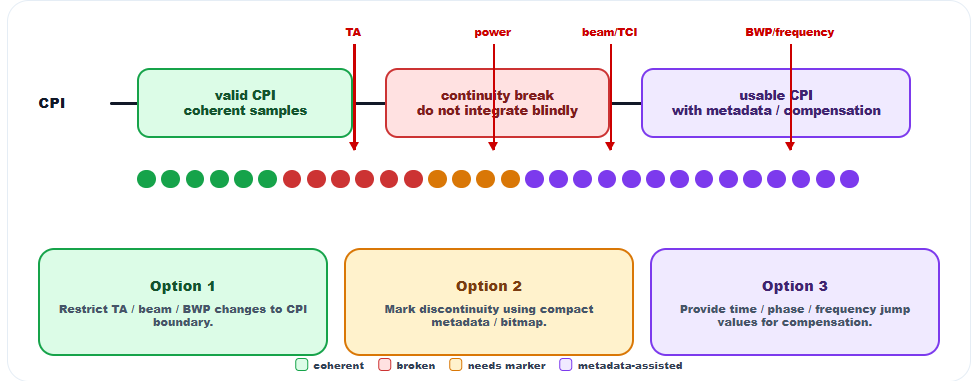 TA
power
beam/TCI
BWP/frequency
CPI
valid CPI
coherent samples
continuity break
do not integrate blindly
usable CPI
with metadata / compensation
Option 1
Restrict TA / beam / BWP changes to CPI
boundary.
Option 2
Mark discontinuity using compact
metadata / bitmap.
Option 3
Provide time / phase / frequency jump
values for compensation.
coherent
broken
needs marker
metadata-assisted